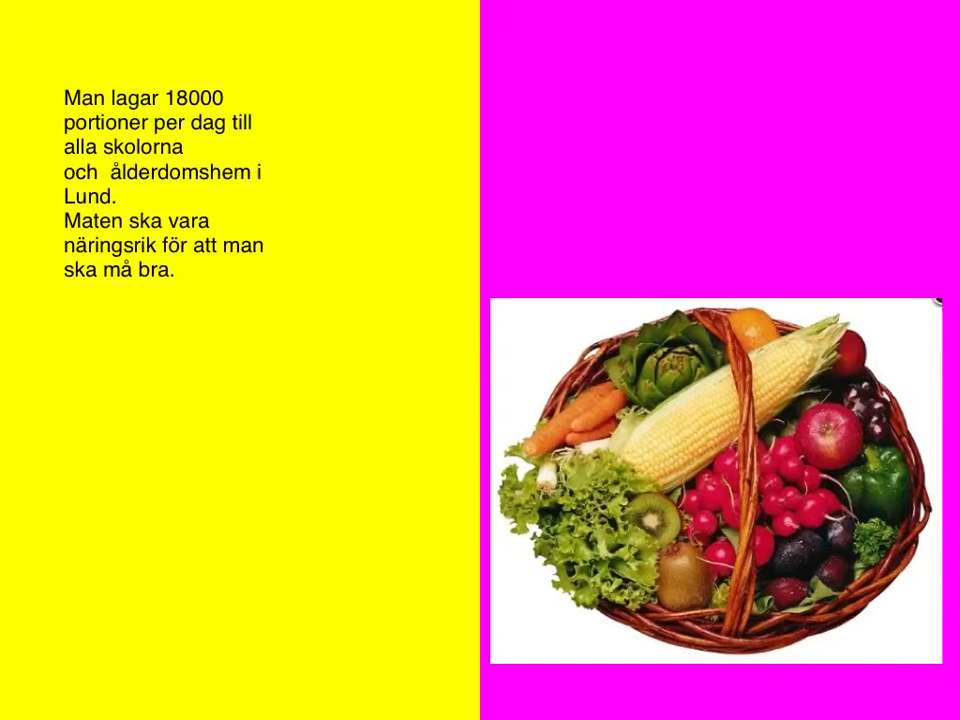 Man lagar 18000
portioner per dag till
alla skolorna
och  ålderdomshem i
Lund.
Maten ska vara
näringsrik för att man
ska må bra.